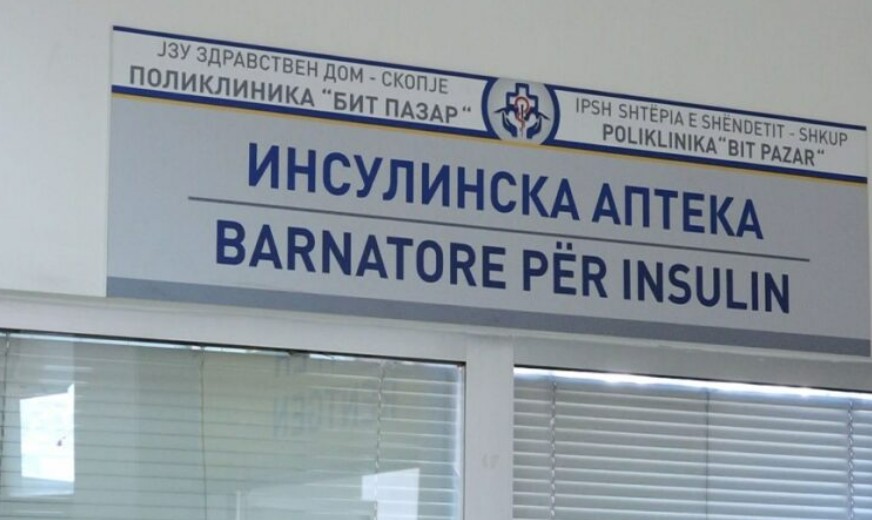 ЈЗУ ЗДРАВСТВЕН ДОМ - СКОПЈЕ
ПОЛИКЛИНИКА “БИТ ПАЗАР“
IPSH SHTËPIA E SHËNDETIT - SHKUP
POLIKLINIKA“BIT PAZAR“
ИНСУЛИНСКА АПТЕКА
BARNATORE PËR INSULIN